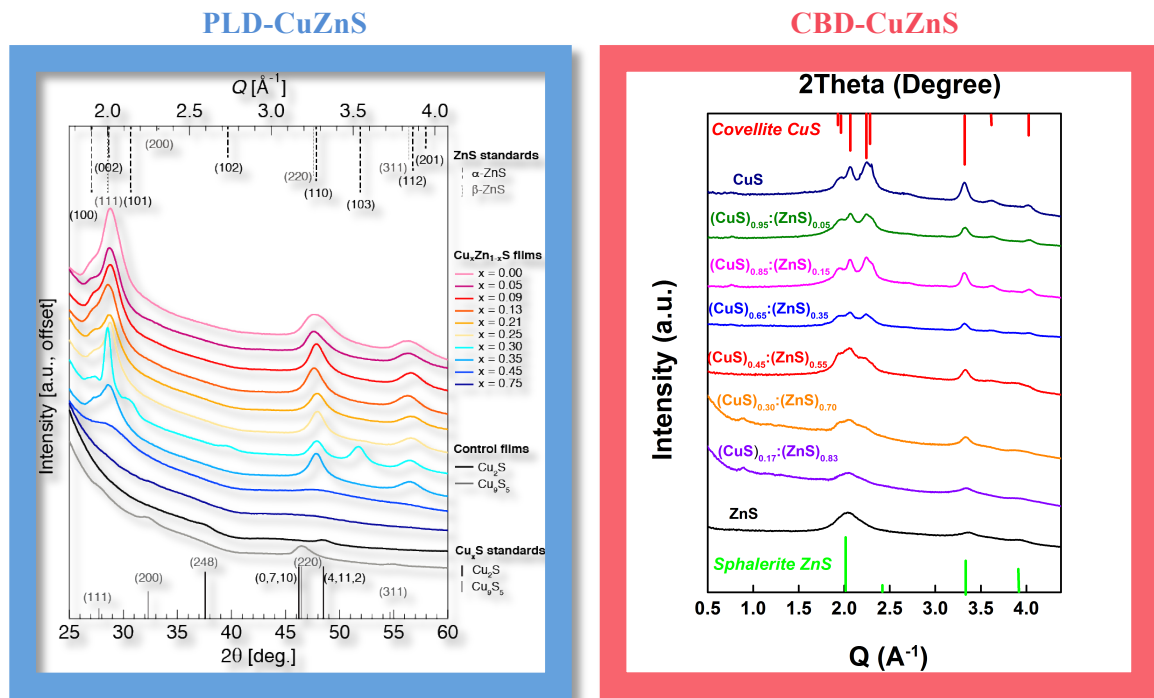 PLD-CuZnS
Q [Å⁻¹]
2.0 2.5 3.0 3.5 4.0
(200)
(002)
(102)
(220)
(311)
(201)
(100)
(111)
(101)
(110)
(103)
(112)
ZnS standards
α-ZnS
β-ZnS
CuₓZn₁₋ₓS films
x = 0.00
x = 0.05
x = 0.09
x = 0.13
x = 0.21
x = 0.25
x = 0.30
x = 0.35
x = 0.45
x = 0.75
Control films
Cu₂S
Cu₉S₅
CuₓS standards
Cu₂S
Cu₉S₅
Intensity [a.u., offset]
(111)
(200)
(248)
(0,7,10)
(220)
(4,11,2)
(311)
25 30 35 40 45 50 55 60
2θ [deg.]
CBD-CuZnS
2Theta (Degree)
Covellite CuS
CuS
(CuS)₀.₉₅:(ZnS)₀.₀₅
(CuS)₀.₈₅:(ZnS)₀.₁₅
(CuS)₀.₆₅:(ZnS)₀.₃₅
(CuS)₀.₄₅:(ZnS)₀.₅₅
(CuS)₀.₃₀:(ZnS)₀.₇₀
(CuS)₀.₁₇:(ZnS)₀.₈₃
ZnS
Sphalerite ZnS
Intensity (a.u.)
0.5 1.0 1.5 2.0 2.5 3.0 3.5 4.0
Q (A⁻¹)